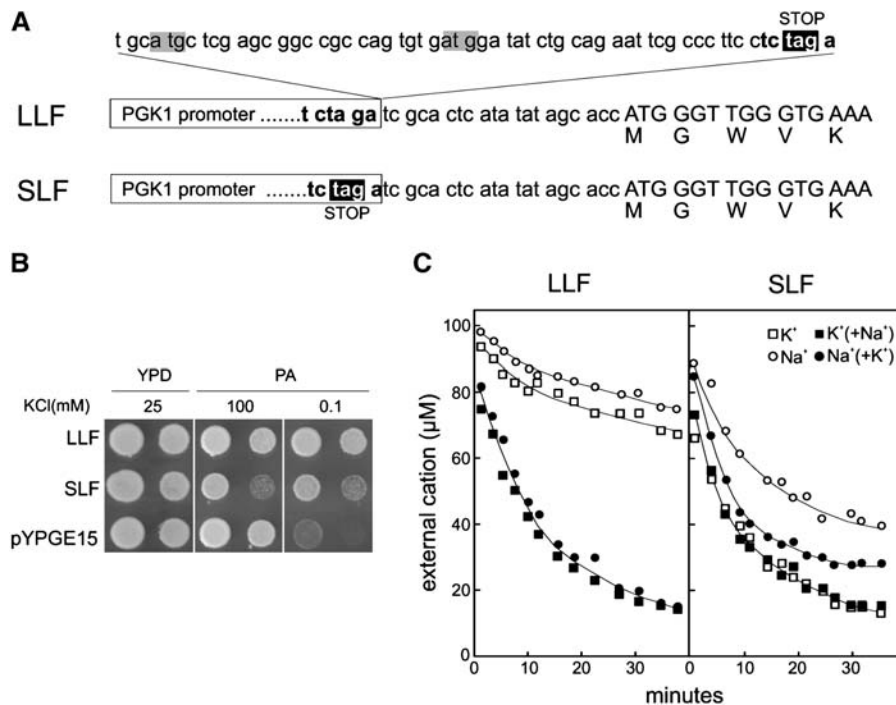 A
STOP
t gca tgc tcg agc ggc cgc cag tgt gat gga tat ctg cag aat tcg ccc ttc ctc tag a
LLF
PGK1 promoter .......t cta ga tcgca ctc ata tat agc acc ATG GGT TGG GTG AAA
M G W V K
SLF
PGK1 promoter .......tc tag atcgca ctc ata tat agc acc ATG GGT TGG GTG AAA
STOP
M G W V K
B
YPD PA
KCl(mM) 25 100 0.1
LLF
SLF
pYPGE15
C
LLF SLF
K⁺ K⁺(+Na⁺)
Na⁺ Na⁺(+K⁺)
external cation (µM)
100
80
60
40
20
0
0 10 20 30 0 10 20 30
minutes